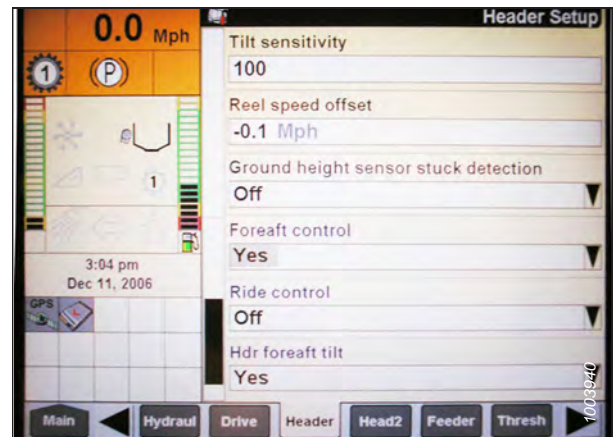 0.0 Mph
1
(P)
1
3:04 pm
Dec 11, 2006
GPS
Header Setup
Tilt sensitivity
100
Reel speed offset
-0.1 Mph
Ground height sensor stuck detection
Off
Foreaft control
Yes
Ride control
Off
Hdr foreaft tilt
Yes
Main
Hydraul
Drive
Header
Head2
Feeder
Thresh
1003940